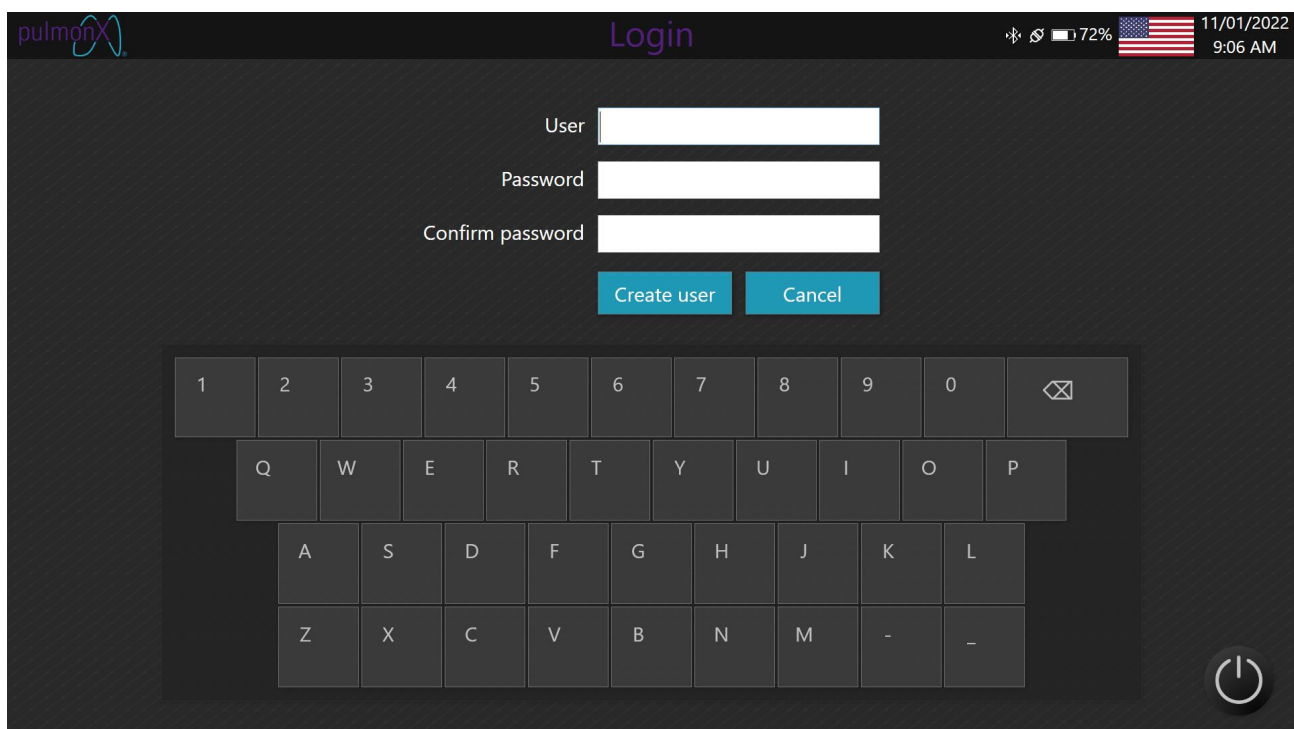 pulmonX
Login
72%
11/01/2022
9:06 AM
User
Password
Confirm password
Create user Cancel
1 2 3 4 5 6 7 8 9 0
Q W E R T Y U I O P
A S D F G H J K L
Z X C V B N M - _